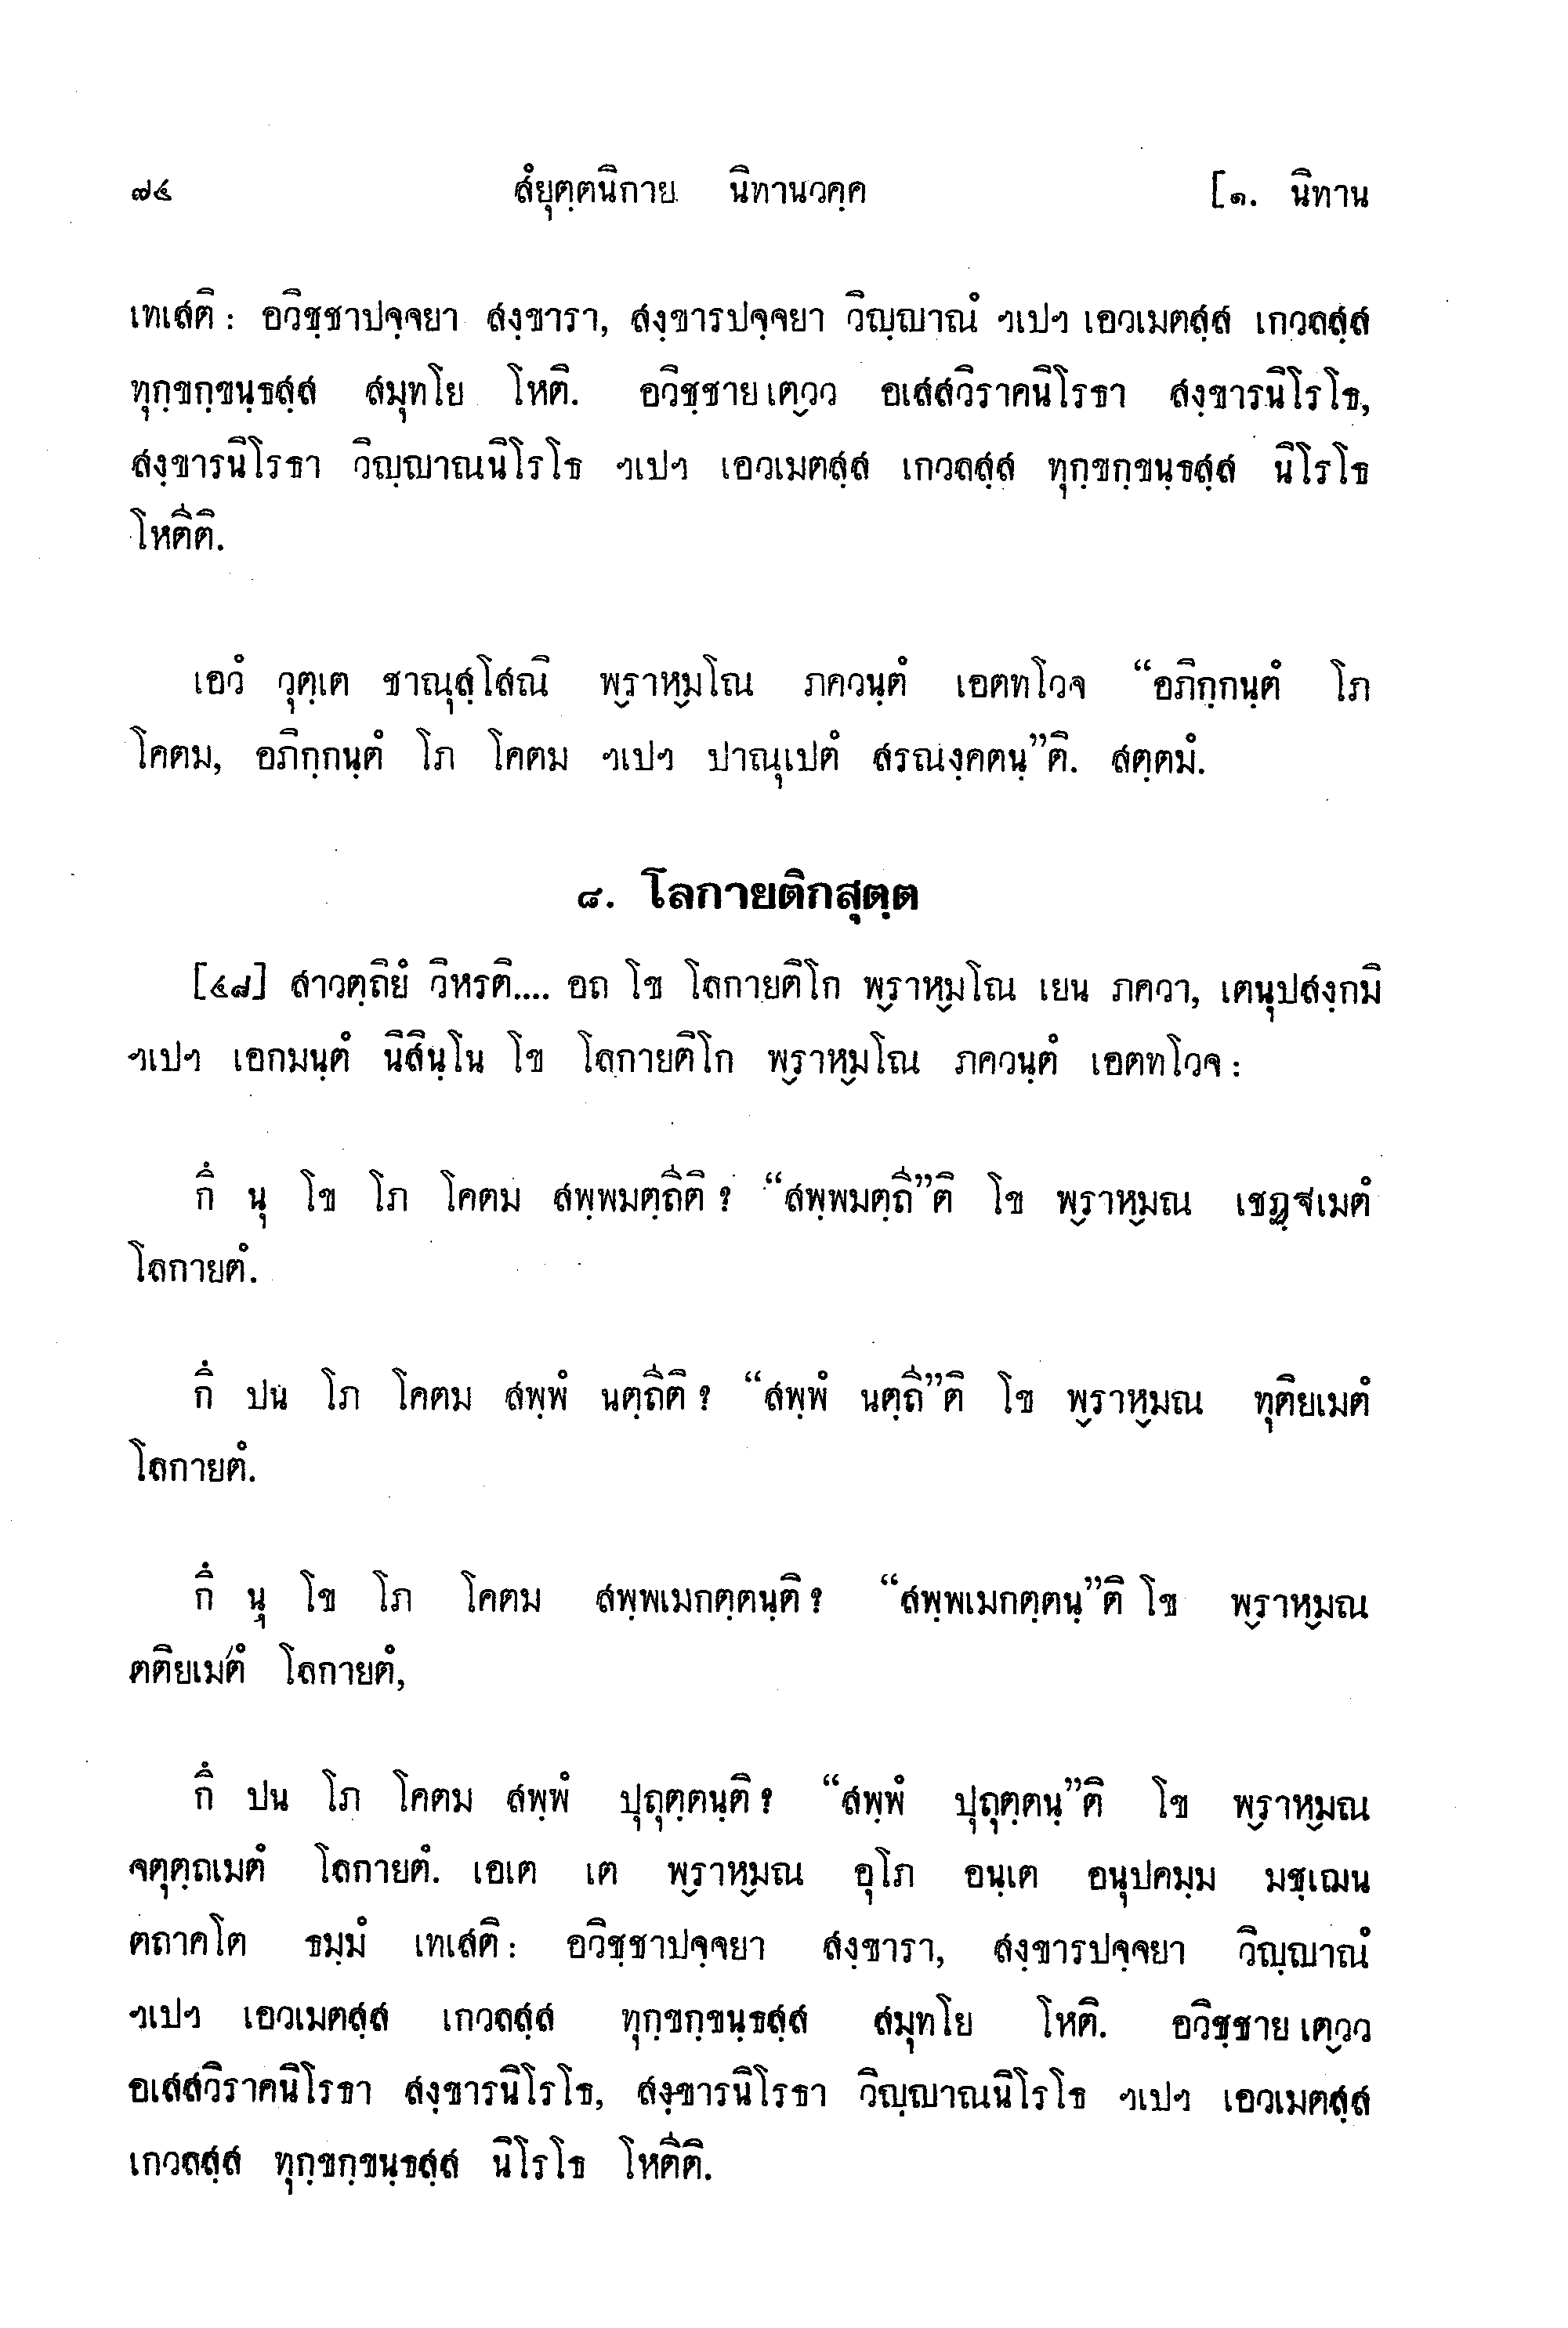 ๗๔ สํยุตฺตนิกาย นิทานวคฺค [๑. นิทาน
เทเสติ : อวิชฺชาปจฺจยา สงฺขารา, สงฺขารปจฺจยา วิญฺญาณํ ฯเปฯ เอวเมตสฺส เกวลสฺส
ทุกฺขกฺขนฺธสฺส สมุทโย โหติ. อวิชฺชาย เตฺวว อเสสวิราคนิโรธา สงฺขารนิโรโธ,
สงฺขารนิโรธา วิญฺญาณนิโรโธ ฯเปฯ เอวเมตสฺส เกวลสฺส ทุกฺขกฺขนฺธสฺส นิโรโธ
โหตีติ.
เอวํ วุตฺเต ชาณุสฺโสณิ พฺราหฺมโณ ภควนฺตํ เอตทโวจ “อภิกฺกนฺตํ โภ
โคตม, อภิกฺกนฺตํ โภ โคตม ฯเปฯ ปาณุเปตํ สรณงฺคตนฺ”ติ. สตฺตมํ.
๘. โลกายติกสุตฺต
[๔๘] สาวตฺถิยํ วิหรติ.... อถ โข โลกายติโก พฺราหฺมโณ เยน ภควา, เตนุปสงฺกมิ
ฯเปฯ เอกมนฺตํ นิสินฺโน โข โลกายติโก พฺราหฺมโณ ภควนฺตํ เอตทโวจ :
กึ นุ โข โภ โคตม สพฺพมตฺถีติ ? “สพฺพมตฺถี”ติ โข พฺราหฺมณ เชฏฺฐเมตํ
โลกายตํ.
กึ ปน โภ โคตม สพฺพํ นตฺถีติ ? “สพฺพํ นตฺถี”ติ โข พฺราหฺมณ ทุติยเมตํ
โลกายตํ.
กึ นุ โข โภ โคตม สพฺพเมกตฺตนฺติ ? “สพฺพเมกตฺตนฺ”ติ โข พฺราหฺมณ
ตติยเมตํ โลกายตํ,
กึ ปน โภ โคตม สพฺพํ ปุถุตฺตนฺติ ? “สพฺพํ ปุถุตฺตนฺ”ติ โข พฺราหฺมณ
จตุตฺถเมตํ โลกายตํ. เอเต เต พฺราหฺมณ อุโภ อนฺเต อนุปคมฺม มชฺเฌน
ตถาคโต ธมฺมํ เทเสติ : อวิชฺชาปจฺจยา สงฺขารา, สงฺขารปจฺจยา วิญฺญาณํ
ฯเปฯ เอวเมตสฺส เกวลสฺส ทุกฺขกฺขนฺธสฺส สมุทโย โหติ. อวิชฺชาย เตฺวว
อเสสวิราคนิโรธา สงฺขารนิโรโธ, สงฺขารนิโรธา วิญฺญาณนิโรโธ ฯเปฯ เอวเมตสฺส
เกวลสฺส ทุกฺขกฺขนฺธสฺส นิโรโธ โหตีติ.